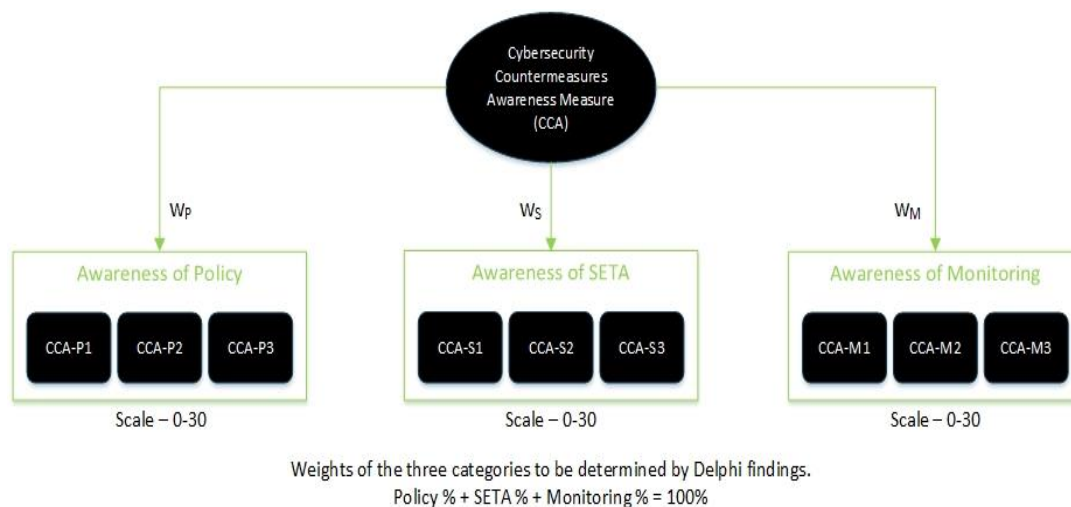 Cybersecurity
Countermeasures
Awareness Measure
(CCA)
WP
WS
WM
Awareness of Policy
Awareness of SETA
Awareness of Monitoring
CCA-P1
CCA-P2
CCA-P3
CCA-S1
CCA-S2
CCA-S3
CCA-M1
CCA-M2
CCA-M3
Scale – 0-30
Scale – 0-30
Scale – 0-30
Weights of the three categories to be determined by Delphi findings.
Policy % + SETA % + Monitoring % = 100%